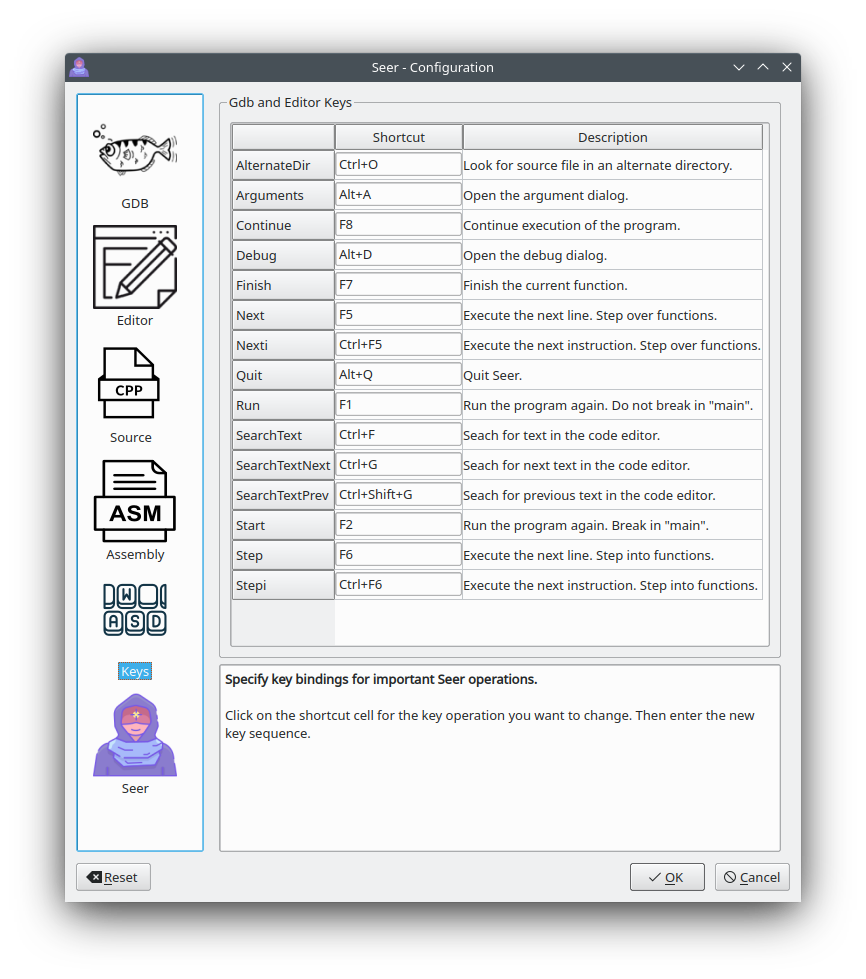 Seer - Configuration
GDB
Editor
CPP
Source
ASM
Assembly
W
A S D
Keys
Seer
Gdb and Editor Keys
Shortcut Description
AlternateDir Ctrl+O Look for source file in an alternate directory.
Arguments Alt+A Open the argument dialog.
Continue F8 Continue execution of the program.
Debug Alt+D Open the debug dialog.
Finish F7 Finish the current function.
Next F5 Execute the next line. Step over functions.
Nexti Ctrl+F5 Execute the next instruction. Step over functions.
Quit Alt+Q Quit Seer.
Run F1 Run the program again. Do not break in "main".
SearchText Ctrl+F Seach for text in the code editor.
SearchTextNext Ctrl+G Seach for next text in the code editor.
SearchTextPrev Ctrl+Shift+G Seach for previous text in the code editor.
Start F2 Run the program again. Break in "main".
Step F6 Execute the next line. Step into functions.
Stepi Ctrl+F6 Execute the next instruction. Step into functions.
Specify key bindings for important Seer operations.
Click on the shortcut cell for the key operation you want to change. Then enter the new
key sequence.
Reset OK Cancel